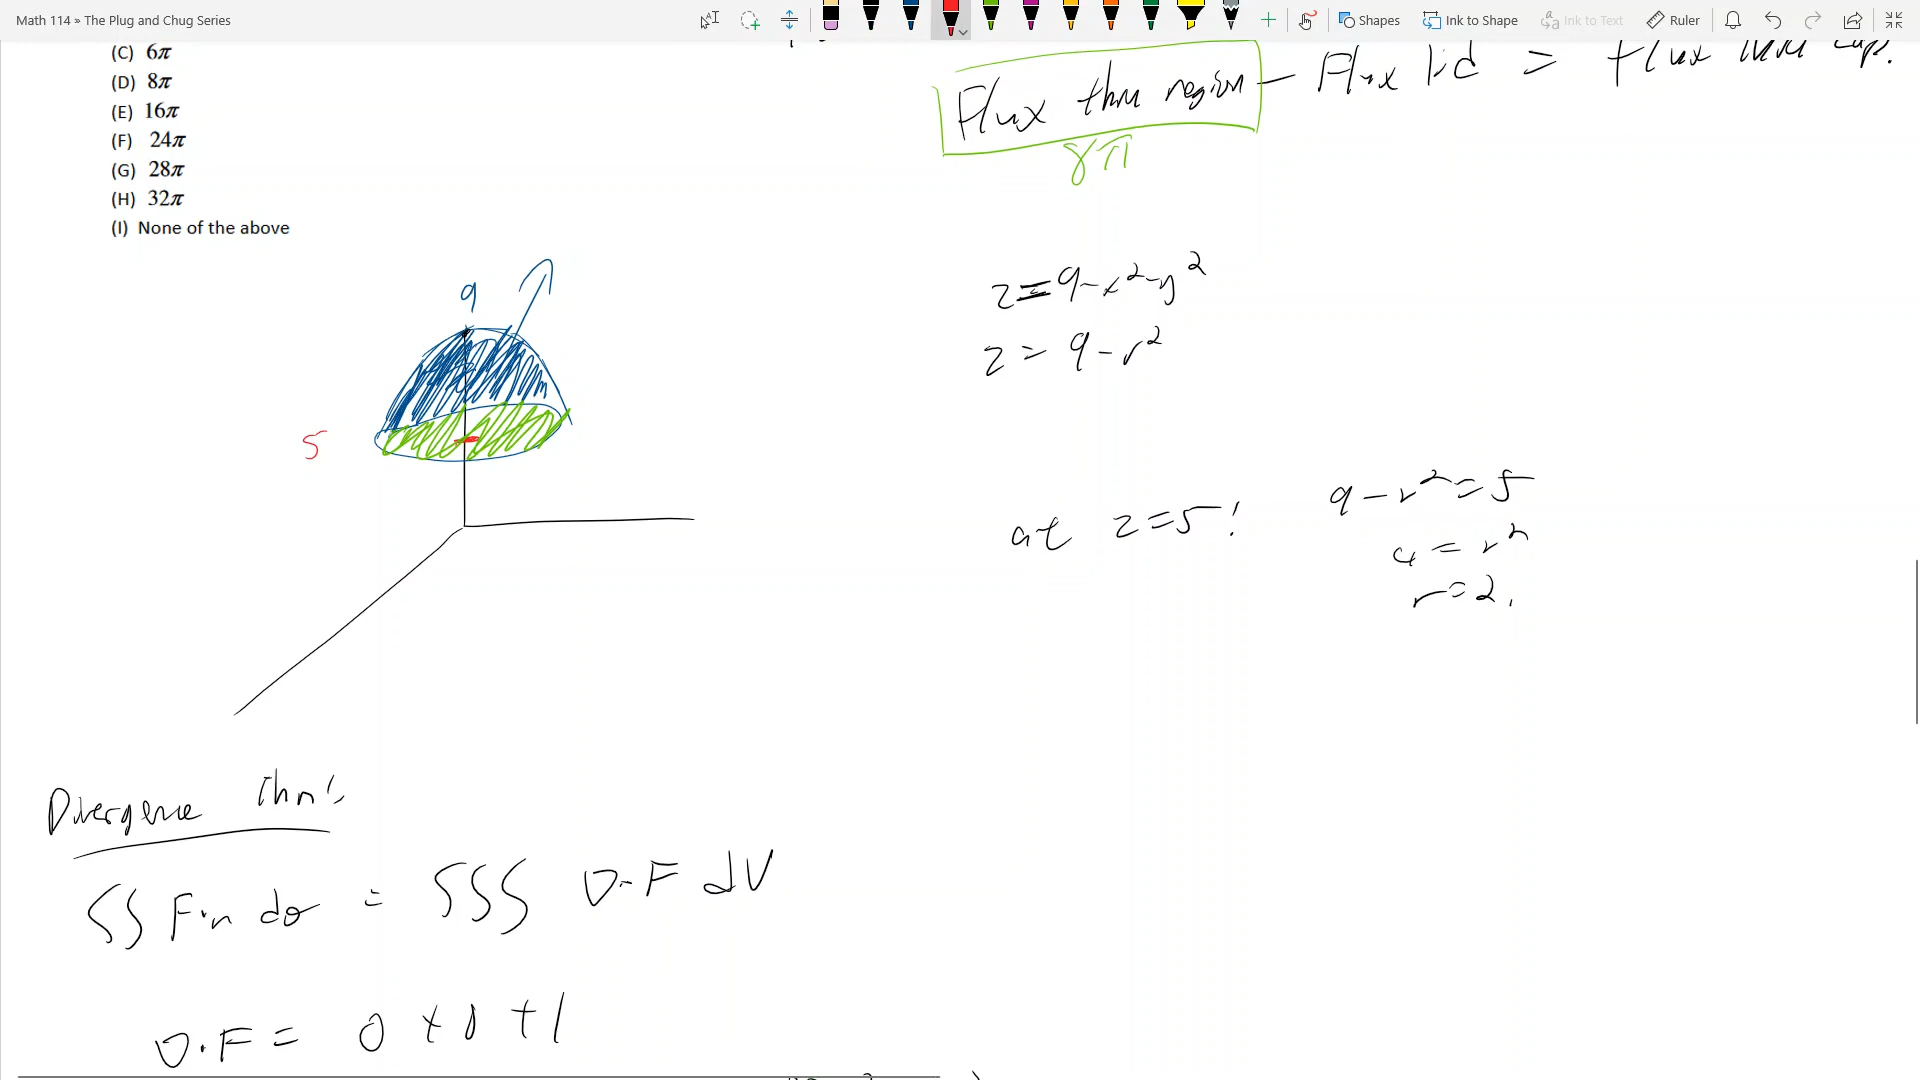 Math 114 » The Plug and Chug Series
Shapes
Ink to Shape
Ink to Text
Ruler
(C) 6π
(D) 8π
(E) 16π
(F) 24π
(G) 28π
(H) 32π
(I) None of the above
Flux thru region - Flux lid = Flux thru cap.
8π
z=9-x²-y²
z = 9-r²
9
5
at z=5!
9-r²=5
4=r²
r=2.
Divergence Thm:
∫∫ F·n dσ = ∫∫∫ ∇·F dV
∇·F = 0 + 0 + 1